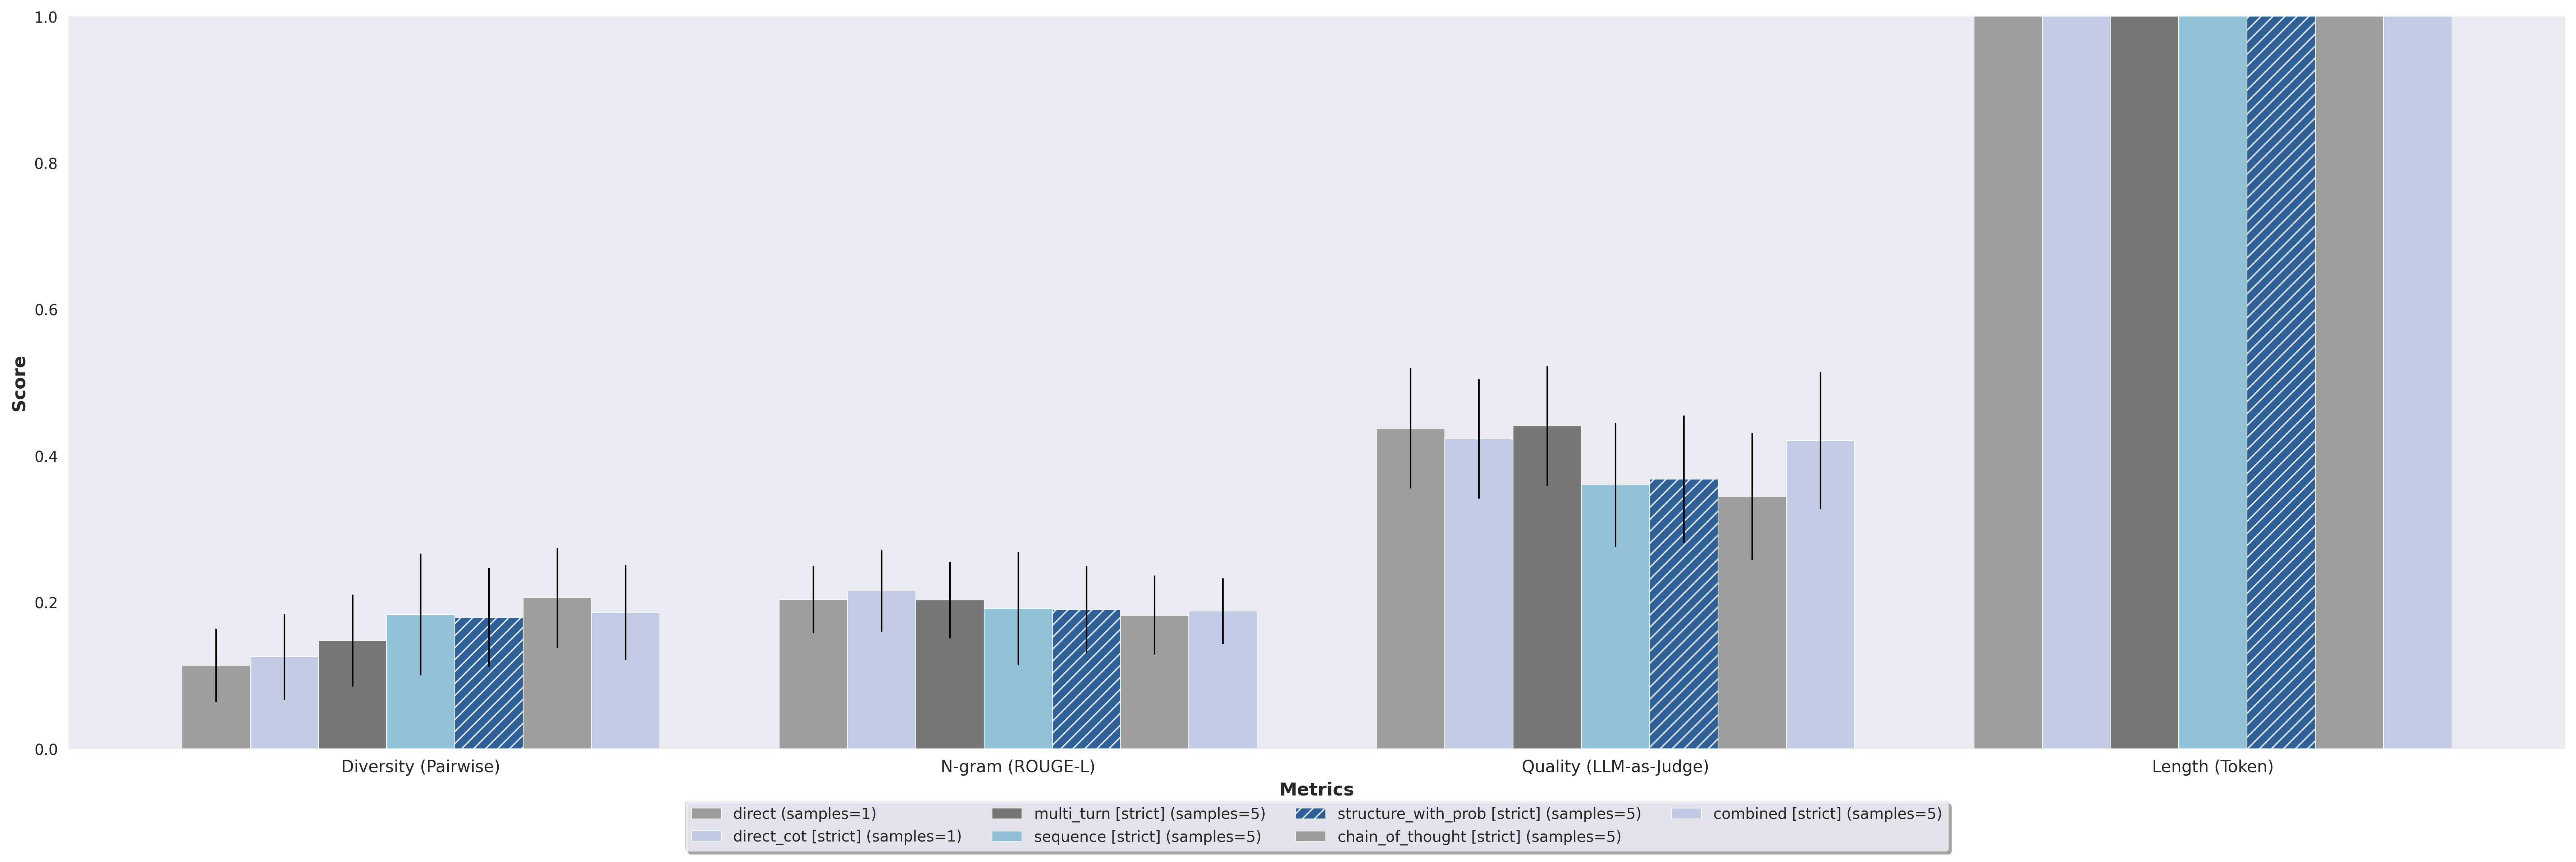 1.0
0.8
0.6
0.4
0.2
0.0
Score
Diversity (Pairwise)
N-gram (ROUGE-L)
Quality (LLM-as-Judge)
Length (Token)
Metrics
direct (samples=1)
direct_cot [strict] (samples=1)
multi_turn [strict] (samples=5)
sequence [strict] (samples=5)
structure_with_prob [strict] (samples=5)
chain_of_thought [strict] (samples=5)
combined [strict] (samples=5)